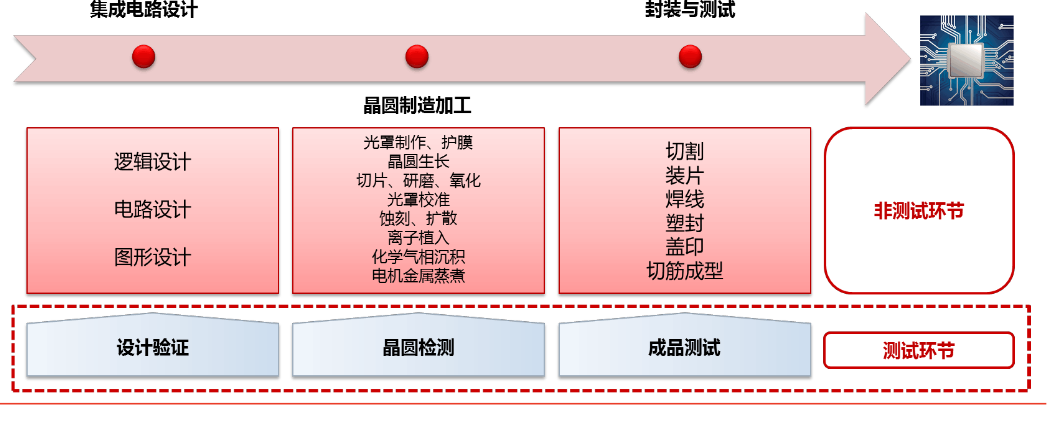 集成电路设计
封装与测试
晶圆制造加工
逻辑设计
电路设计
图形设计
光罩制作、护膜
晶圆生长
切片、研磨、氧化
光罩校准
蚀刻、扩散
离子植入
化学气相沉积
电机金属蒸煮
切割
装片
焊线
塑封
盖印
切筋成型
非测试环节
设计验证
晶圆检测
成品测试
测试环节